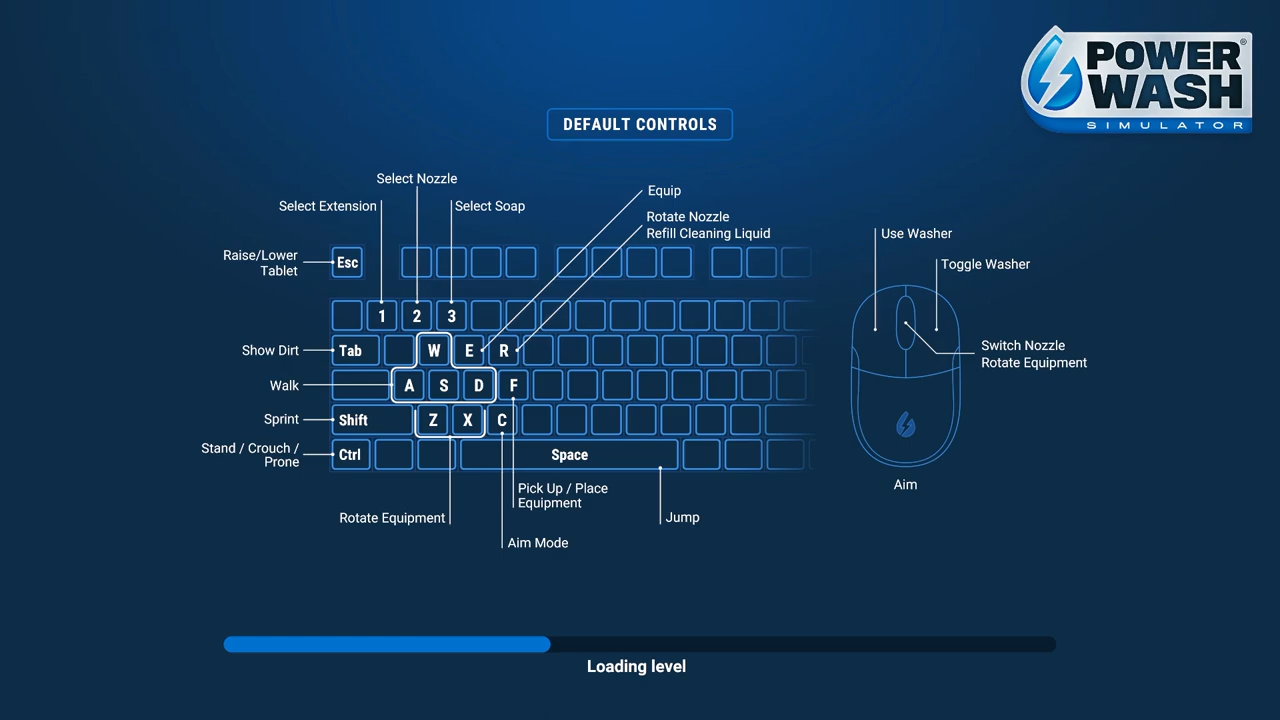 POWER
WASH®
SIMULATOR
DEFAULT CONTROLS
Select Nozzle
Select Extension
Select Soap
Equip
Rotate Nozzle
Refill Cleaning Liquid
Raise/Lower
Tablet
Esc
1 2 3
Show Dirt
Tab W E R
Walk
A S D F
Sprint
Shift Z X C
Stand / Crouch /
Prone
Ctrl Space
Rotate Equipment
Pick Up / Place
Equipment
Aim Mode
Jump
Use Washer
Toggle Washer
Switch Nozzle
Rotate Equipment
Aim
Loading level